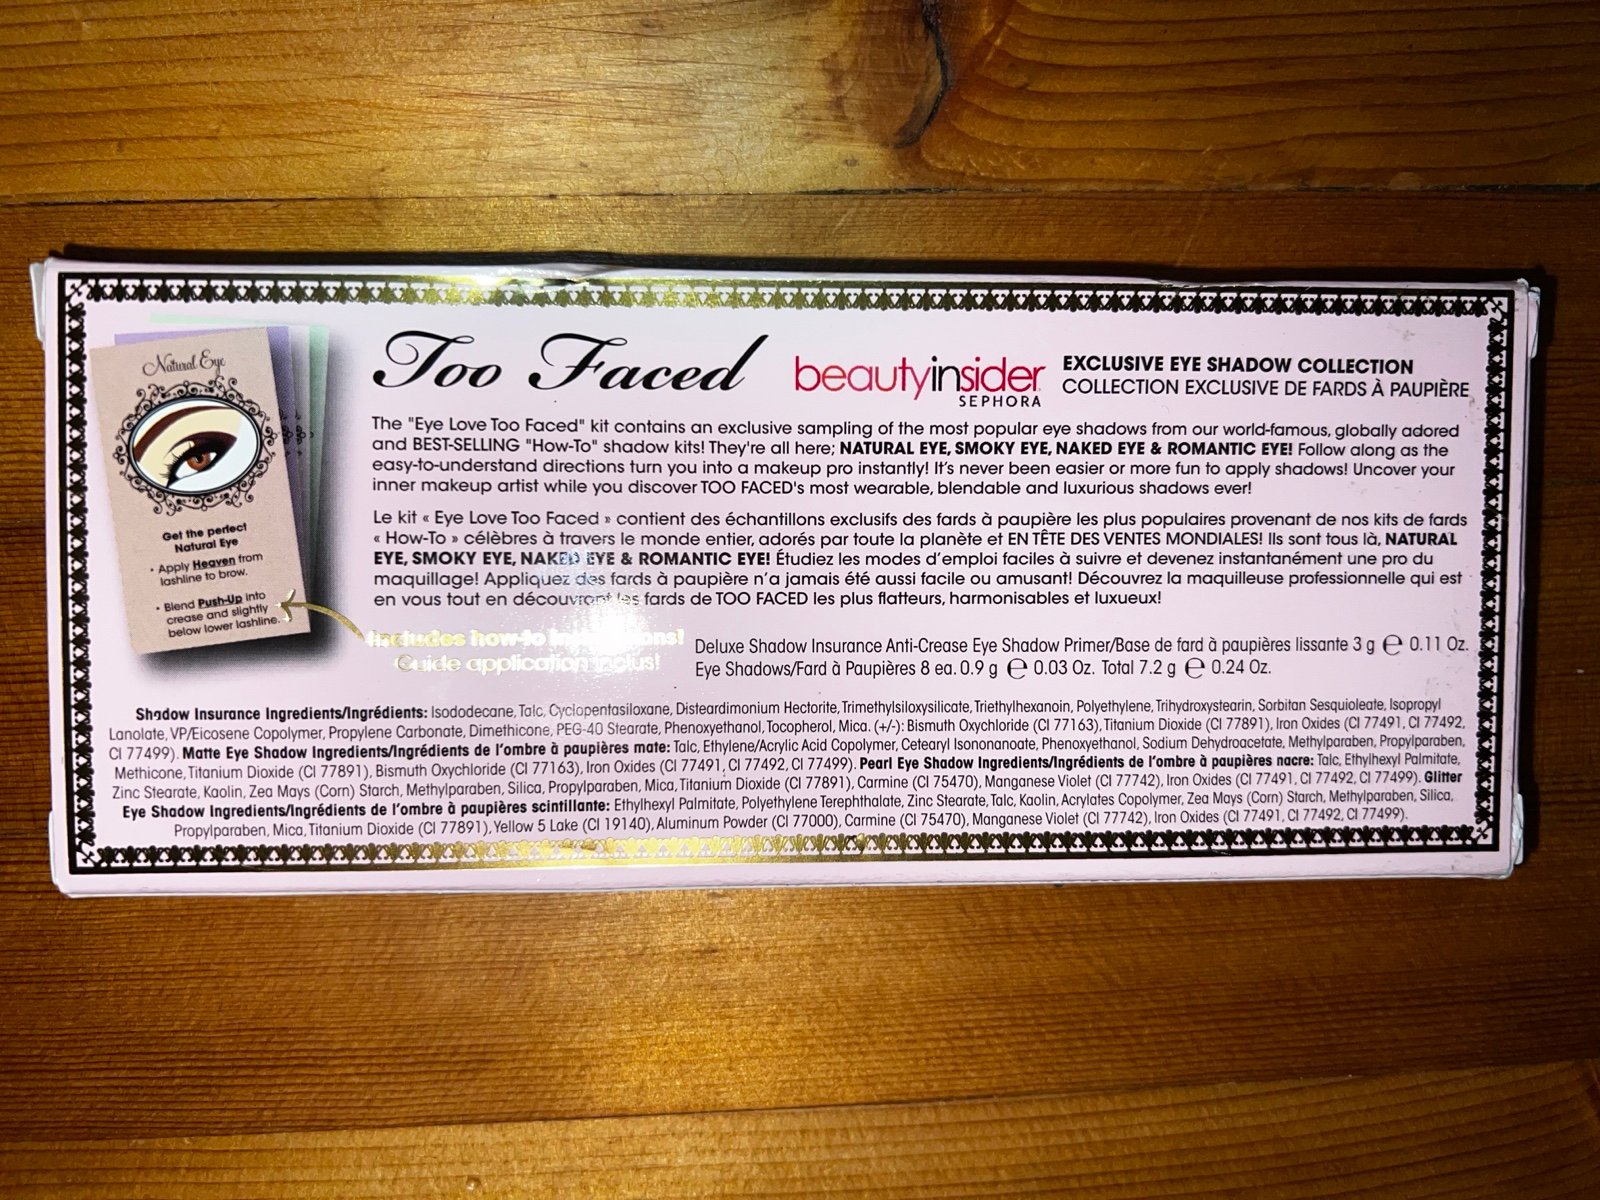 Natural Eye
Get the perfect
Natural Eye
• Apply Heaven from
lashline to brow.
• Blend Push-Up into
crease and slightly
below lower lashline.
Too Faced
beautyinsider
SEPHORA
EXCLUSIVE EYE SHADOW COLLECTION
COLLECTION EXCLUSIVE DE FARDS À PAUPIÈRE
The "Eye Love Too Faced" kit contains an exclusive sampling of the most popular eye shadows from our world-famous, globally adored
and BEST-SELLING "How-To" shadow kits! They're all here; NATURAL EYE, SMOKY EYE, NAKED EYE & ROMANTIC EYE! Follow along as the
easy-to-understand directions turn you into a makeup pro instantly! It's never been easier or more fun to apply shadows! Uncover your
inner makeup artist while you discover TOO FACED's most wearable, blendable and luxurious shadows ever!
Le kit « Eye Love Too Faced » contient des échantillons exclusifs des fards à paupière les plus populaires provenant de nos kits de fards
« How-To » célèbres à travers le monde entier, adorés par toute la planète et EN TÊTE DES VENTES MONDIALES! Ils sont tous là, NATURAL
EYE, SMOKY EYE, NAKED EYE & ROMANTIC EYE! Étudiez les modes d'emploi faciles à suivre et devenez instantanément une pro du
maquillage! Appliquez des fards à paupière n'a jamais été aussi facile ou amusant! Découvrez la maquilleuse professionnelle qui est
en vous tout en découvrant les fards de TOO FACED les plus flatteurs, harmonisables et luxueux!
Includes how-to instructions!
Guide application inclus!
Deluxe Shadow Insurance Anti-Crease Eye Shadow Primer/Base de fard à paupières lissante 3 g ℮ 0.11 Oz.
Eye Shadows/Fard à Paupières 8 ea. 0.9 g ℮ 0.03 Oz. Total 7.2 g ℮ 0.24 Oz.
Shadow Insurance Ingredients/Ingrédients: Isododecane, Talc, Cyclopentasiloxane, Disteardimonium Hectorite, Trimethylsiloxysilicate, Triethylhexanoin, Polyethylene, Trihydroxystearin, Sorbitan Sesquioleate, Isopropyl
Lanolate, VP/Eicosene Copolymer, Propylene Carbonate, Dimethicone, PEG-40 Stearate, Phenoxyethanol, Tocopherol, Mica. (+/-): Bismuth Oxychloride (CI 77163), Titanium Dioxide (CI 77891), Iron Oxides (CI 77491, CI 77492,
CI 77499). Matte Eye Shadow Ingredients/Ingrédients de l'ombre à paupières mate: Talc, Ethylene/Acrylic Acid Copolymer, Cetearyl Isononanoate, Phenoxyethanol, Sodium Dehydroacetate, Methylparaben, Propylparaben,
Methicone, Titanium Dioxide (CI 77891), Bismuth Oxychloride (CI 77163), Iron Oxides (CI 77491, CI 77492, CI 77499). Pearl Eye Shadow Ingredients/Ingrédients de l'ombre à paupières nacre: Talc, Ethylhexyl Palmitate,
Zinc Stearate, Kaolin, Zea Mays (Corn) Starch, Methylparaben, Silica, Propylparaben, Mica, Titanium Dioxide (CI 77891), Carmine (CI 75470), Manganese Violet (CI 77742), Iron Oxides (CI 77491, CI 77492, CI 77499). Glitter
Eye Shadow Ingredients/Ingrédients de l'ombre à paupières scintillante: Ethylhexyl Palmitate, Polyethylene Terephthalate, Zinc Stearate, Talc, Kaolin, Acrylates Copolymer, Zea Mays (Corn) Starch, Methylparaben, Silica,
Propylparaben, Mica, Titanium Dioxide (CI 77891), Yellow 5 Lake (CI 19140), Aluminum Powder (CI 77000), Carmine (CI 75470), Manganese Violet (CI 77742), Iron Oxides (CI 77491, CI 77492, CI 77499).